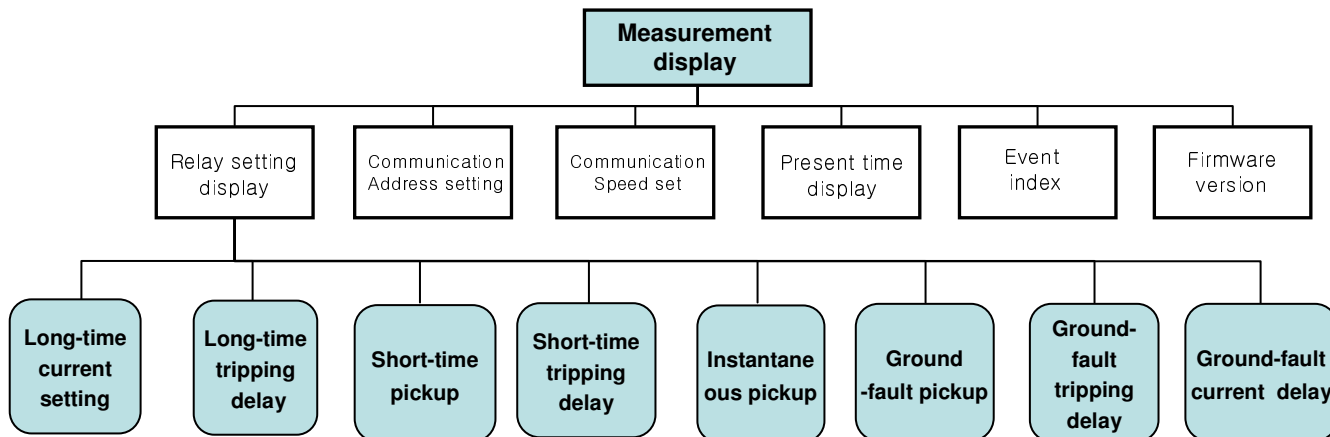 Measurement
display
Relay setting
display
Communication
Address setting
Communication
Speed set
Present time
display
Event
index
Firmware
version
Long-time
current
setting
Long-time
tripping
delay
Short-time
pickup
Short-time
tripping
delay
Instantane
ous pickup
Ground
-fault pickup
Ground-
fault
tripping
delay
Ground-fault
current delay